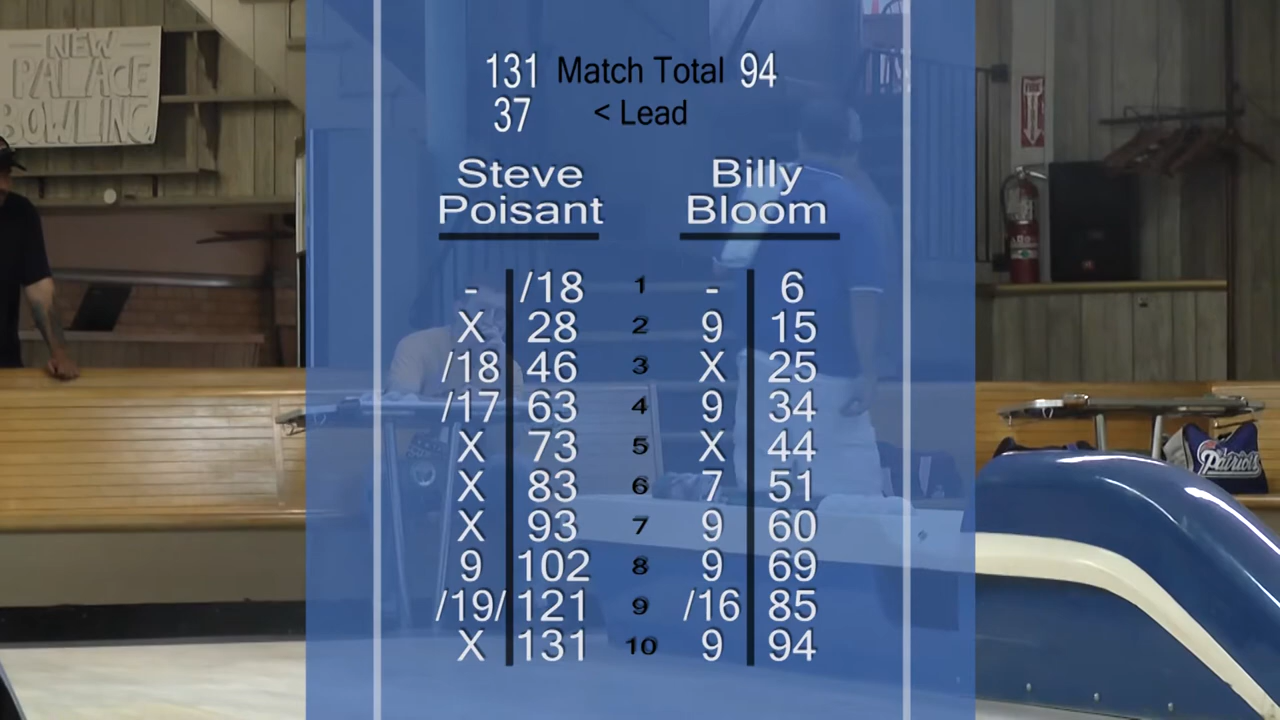 NEW
PALACE
BOWLING
131 Match Total 94
37 < Lead
Steve Poisant
Billy Bloom
- /18 1 - 6
X 28 2 9 15
/18 46 3 X 25
/17 63 4 9 34
X 73 5 X 44
X 83 6 7 51
X 93 7 9 60
9 102 8 9 69
/19/ 121 9 /16 85
X 131 10 9 94
Patriots